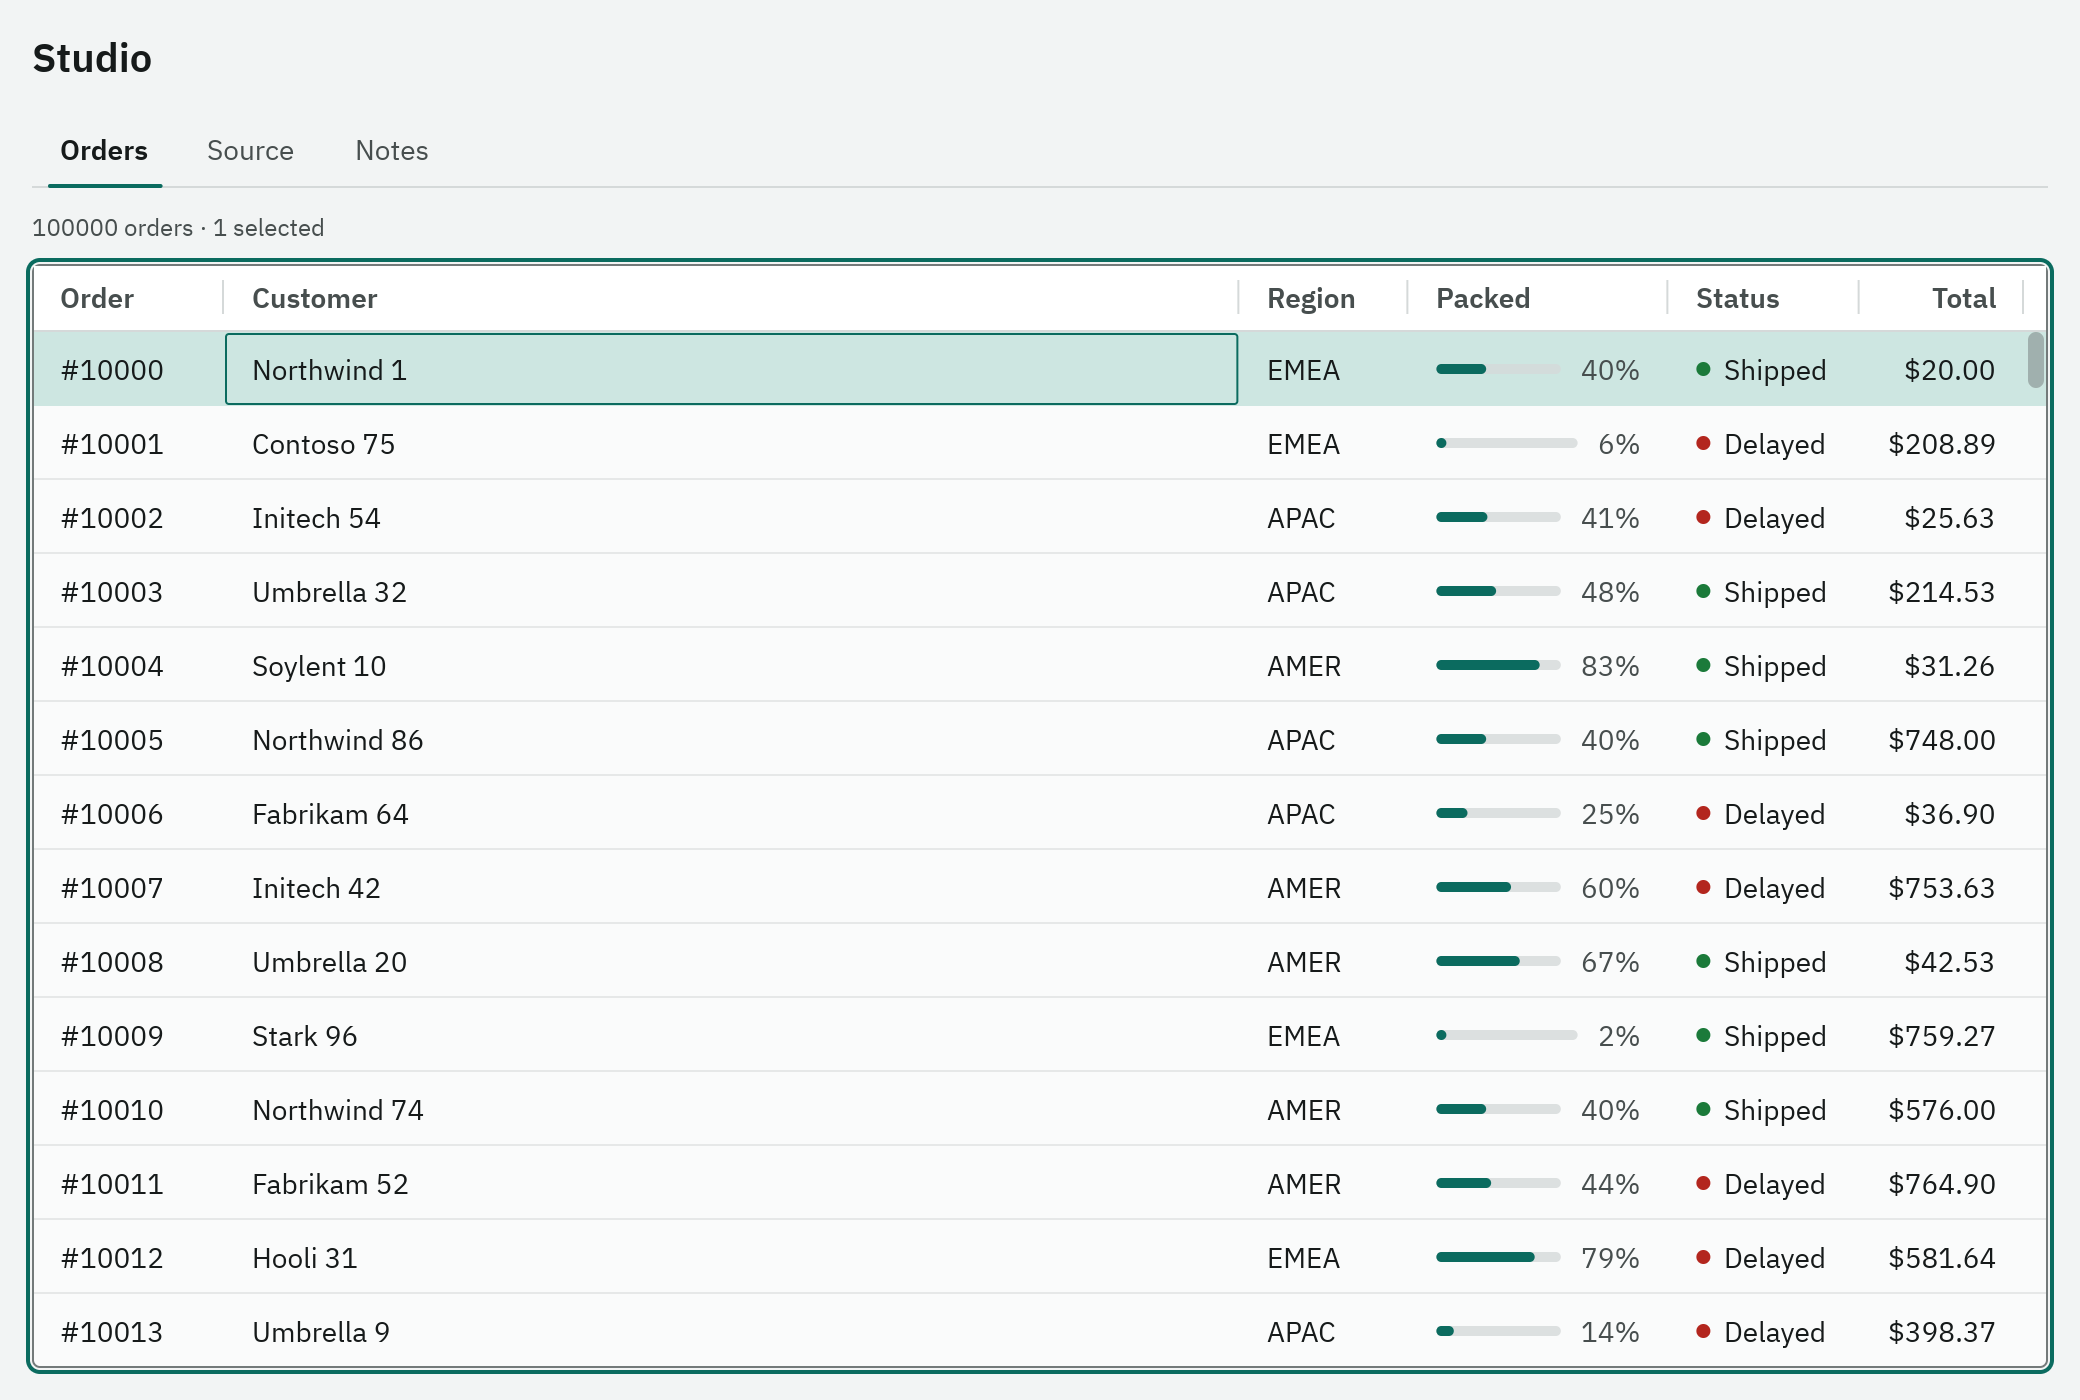 Studio
Orders Source Notes
100000 orders · 1 selected
Order Customer Region Packed Status Total
#10000 Northwind 1 EMEA 40% Shipped $20.00
#10001 Contoso 75 EMEA 6% Delayed $208.89
#10002 Initech 54 APAC 41% Delayed $25.63
#10003 Umbrella 32 APAC 48% Shipped $214.53
#10004 Soylent 10 AMER 83% Shipped $31.26
#10005 Northwind 86 APAC 40% Shipped $748.00
#10006 Fabrikam 64 APAC 25% Delayed $36.90
#10007 Initech 42 AMER 60% Delayed $753.63
#10008 Umbrella 20 AMER 67% Shipped $42.53
#10009 Stark 96 EMEA 2% Shipped $759.27
#10010 Northwind 74 AMER 40% Shipped $576.00
#10011 Fabrikam 52 AMER 44% Delayed $764.90
#10012 Hooli 31 EMEA 79% Delayed $581.64
#10013 Umbrella 9 APAC 14% Delayed $398.37